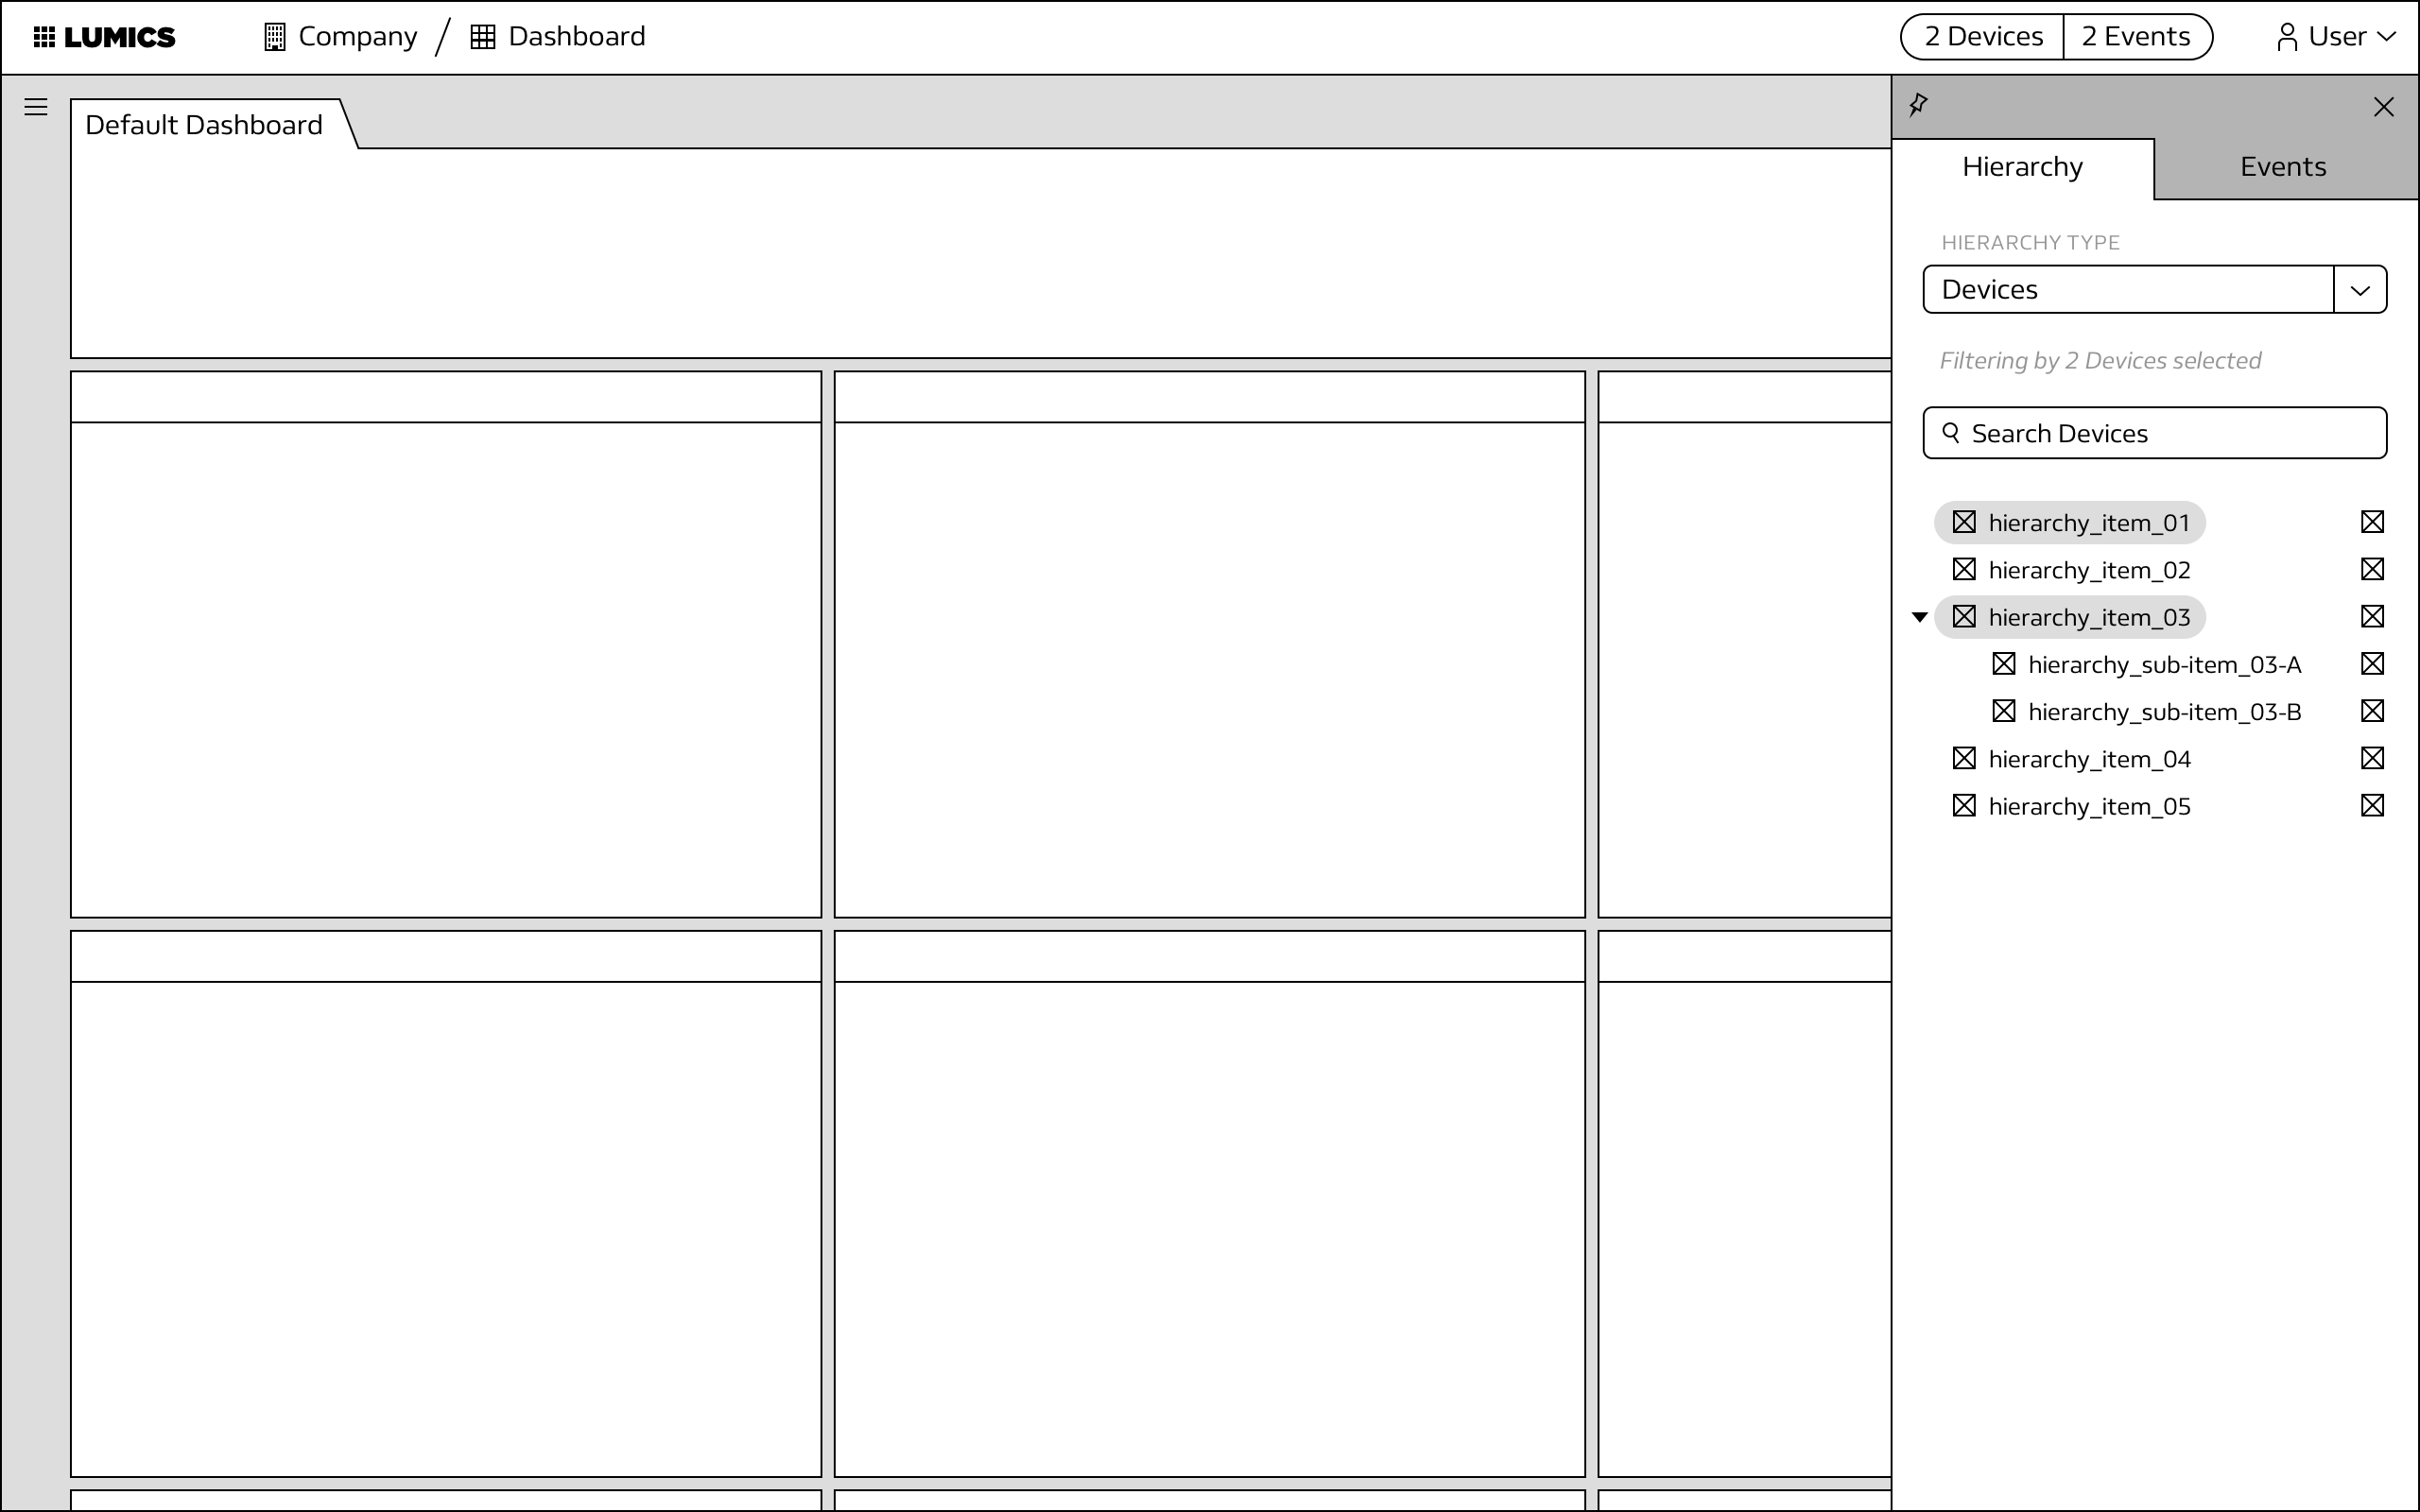 LUMICS
Company / Dashboard
2 Devices
2 Events
User
Default Dashboard
Hierarchy
Events
HIERARCHY TYPE
Devices
Filtering by 2 Devices selected
Search Devices
hierarchy_item_01
hierarchy_item_02
hierarchy_item_03
hierarchy_sub-item_03-A
hierarchy_sub-item_03-B
hierarchy_item_04
hierarchy_item_05